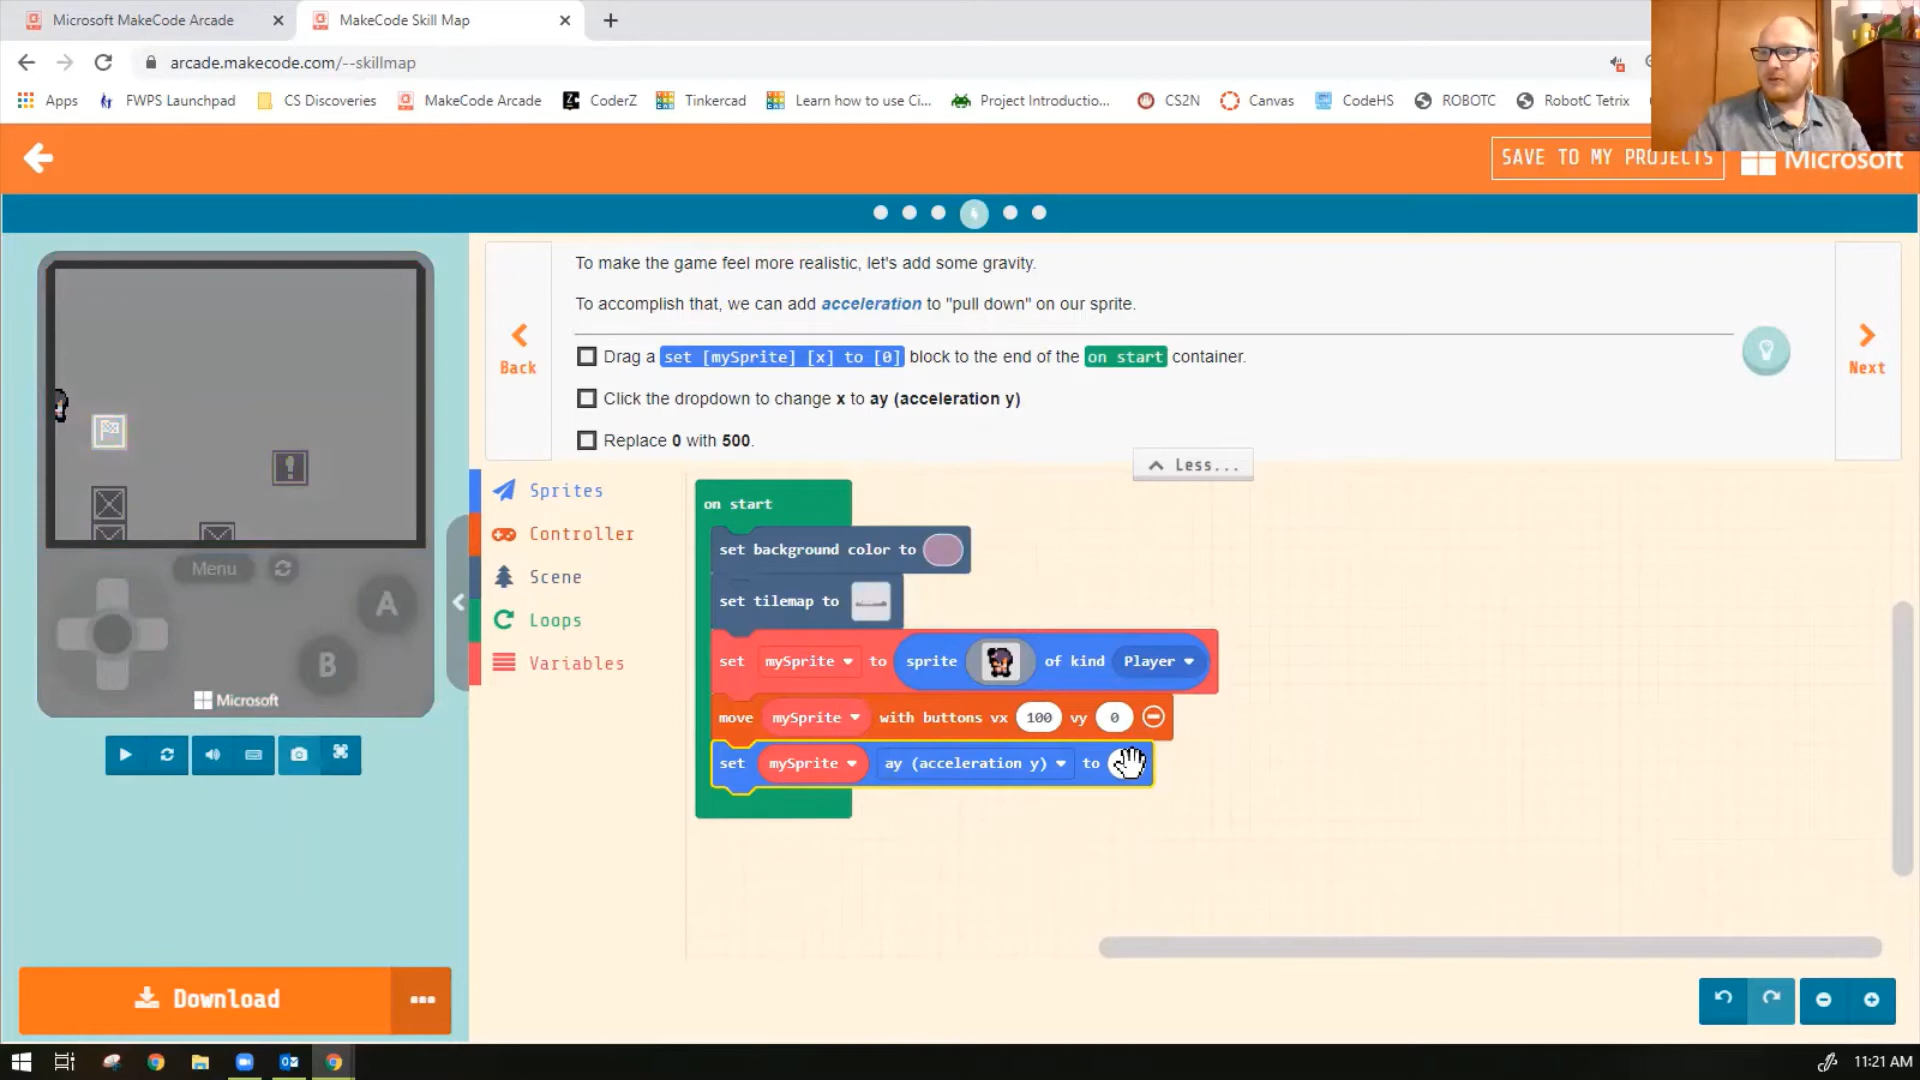 Microsoft MakeCode Arcade
MakeCode Skill Map
arcade.makecode.com/--skillmap
Apps
FWPS Launchpad
CS Discoveries
MakeCode Arcade
CoderZ
Tinkercad
Learn how to use Ci...
Project Introductio...
CS2N
Canvas
CodeHS
ROBOTC
RobotC Tetrix
SAVE TO MY PROJECTS
Microsoft
4
To make the game feel more realistic, let's add some gravity.
To accomplish that, we can add acceleration to "pull down" on our sprite.
Drag a set [mySprite] [x] to [0] block to the end of the on start container.
Click the dropdown to change x to ay (acceleration y)
Replace 0 with 500.
Back
Next
Less...
Menu
A
B
Microsoft
Sprites
Controller
Scene
Loops
Variables
on start
set background color to
set tilemap to
set mySprite to sprite of kind Player
move mySprite with buttons vx 100 vy 0
set mySprite ay (acceleration y) to
Download
11:21 AM